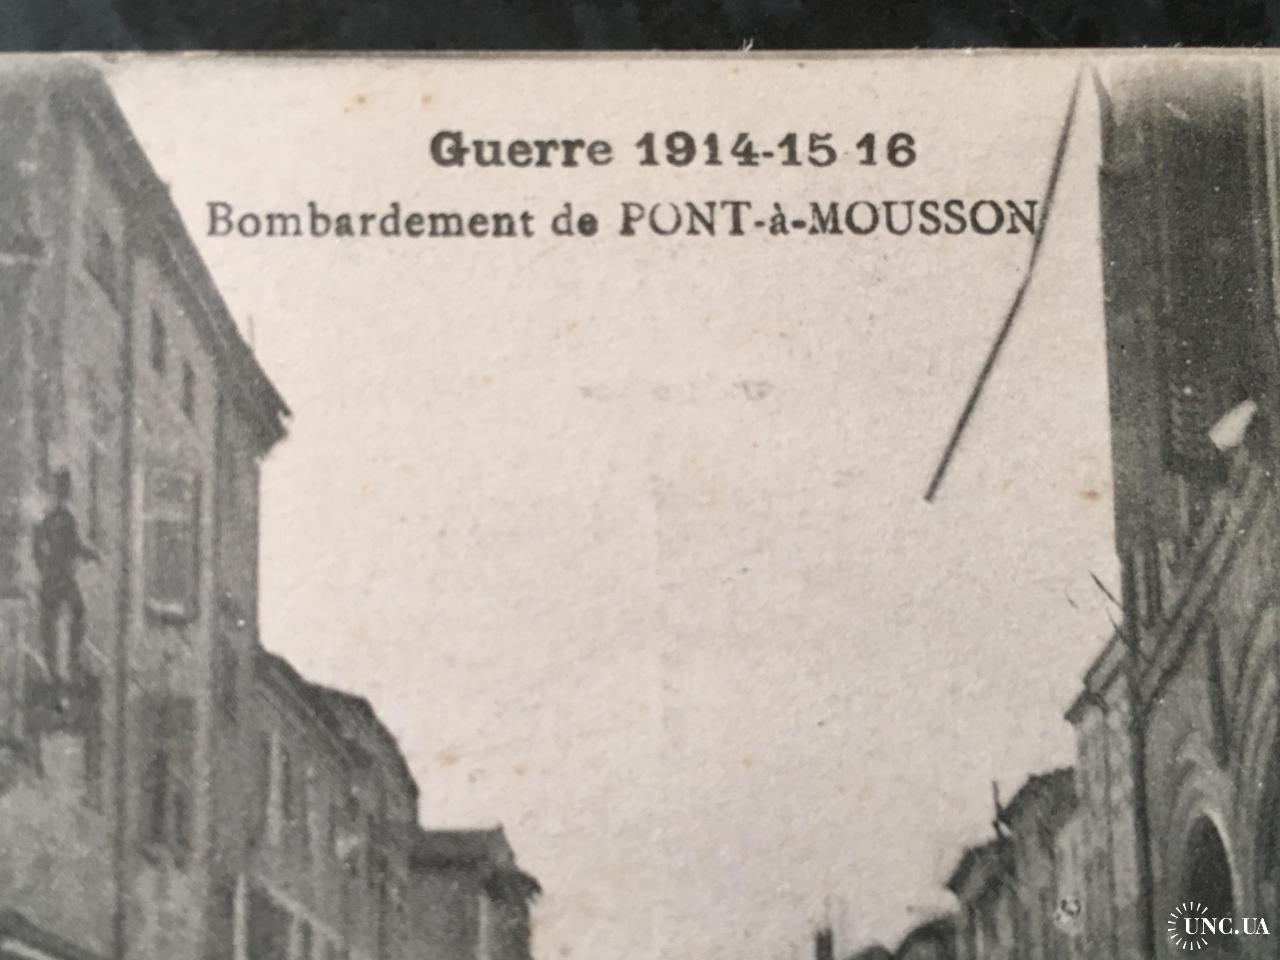 Guerre 1914-15-16
Bombardement de PONT-à-MOUSSON
UNC.UA